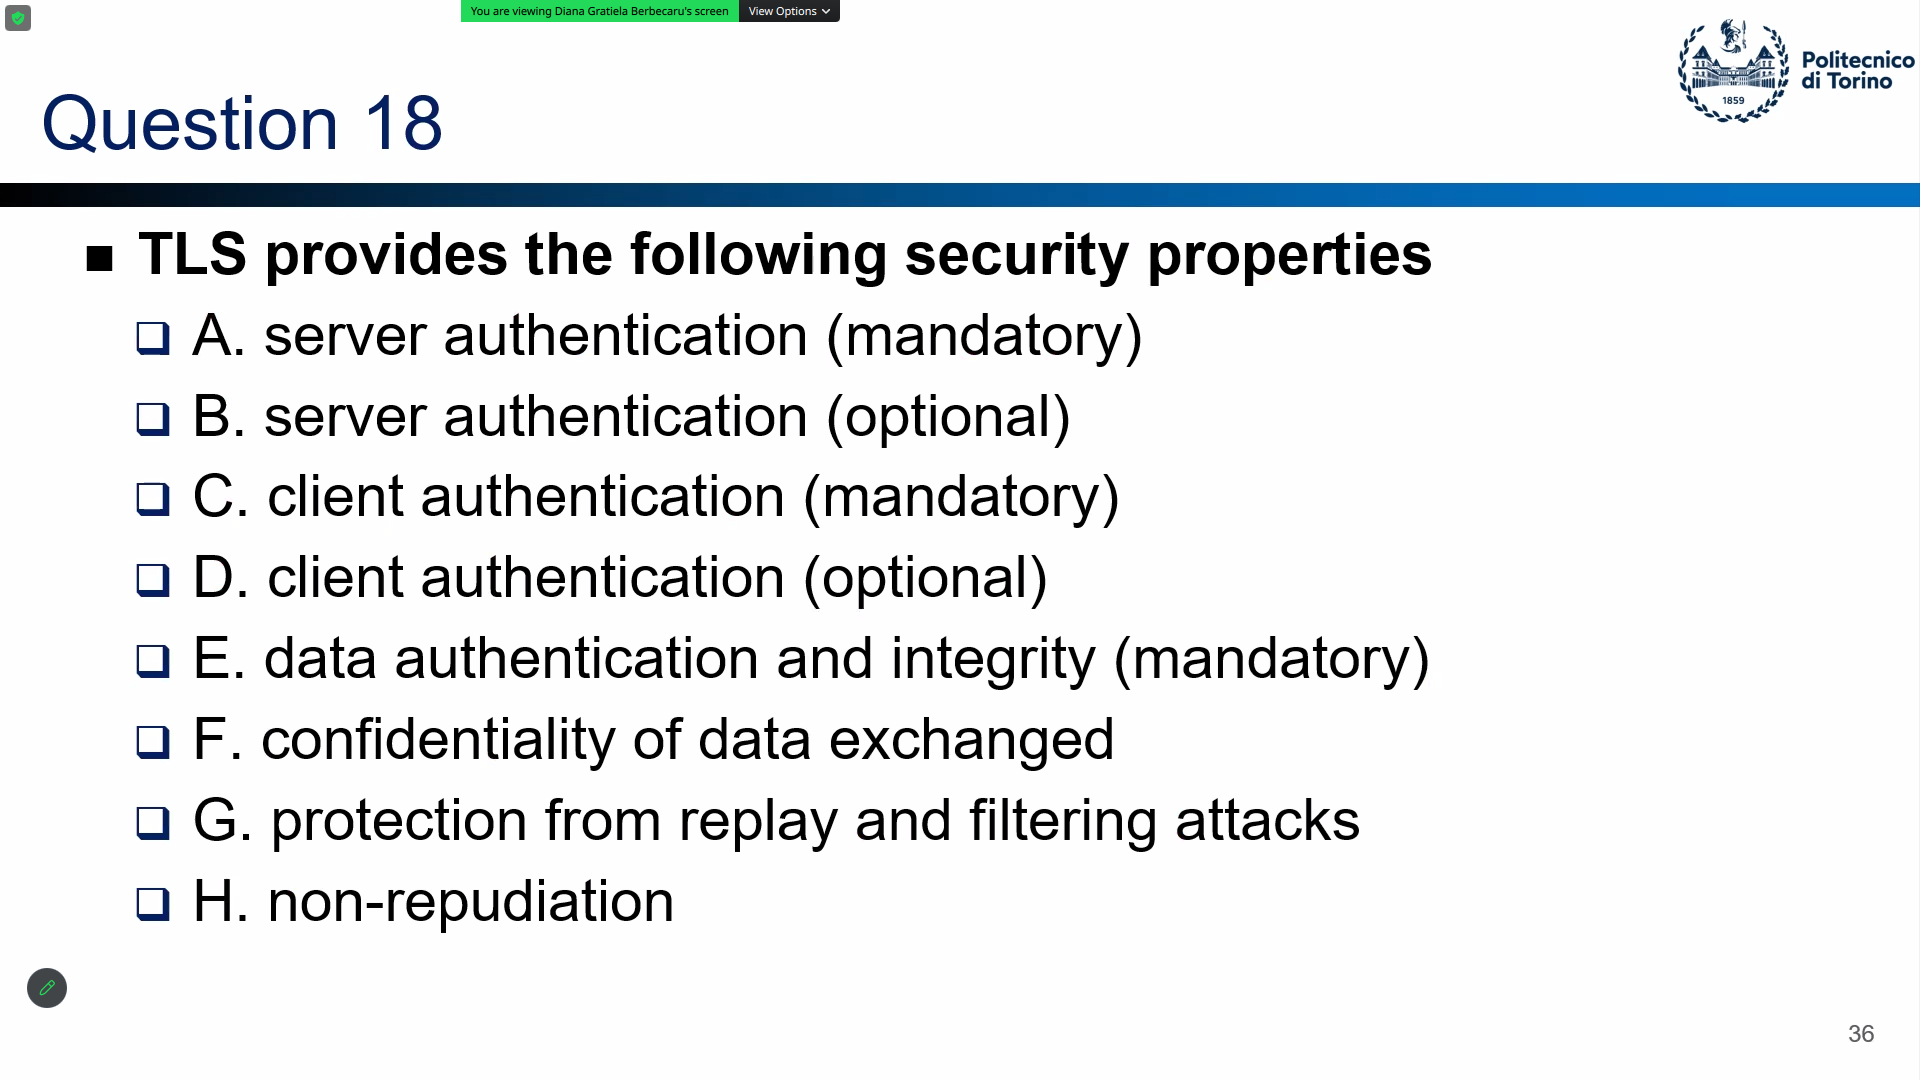 You are viewing Diana Gratiela Berbecaru's screen
View Options
Politecnico
di Torino
1859
Question 18
TLS provides the following security properties
A. server authentication (mandatory)
B. server authentication (optional)
C. client authentication (mandatory)
D. client authentication (optional)
E. data authentication and integrity (mandatory)
F. confidentiality of data exchanged
G. protection from replay and filtering attacks
H. non-repudiation
36